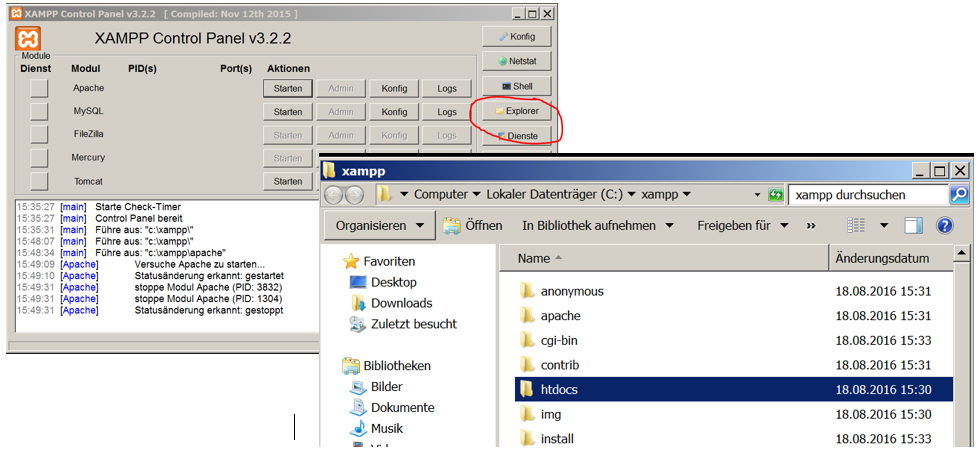 XAMPP Control Panel v3.2.2 [ Compiled: Nov 12th 2015 ]
XAMPP Control Panel v3.2.2
Konfig
Module
Dienst Modul PID(s) Port(s) Aktionen
Netstat
Apache Starten Admin Konfig Logs
Shell
MySQL Starten Admin Konfig Logs
Explorer
FileZilla Starten Admin Konfig Logs
Dienste
Mercury Starten
Tomcat Starten
15:35:27 [main] Starte Check-Timer
15:35:27 [main] Control Panel bereit
15:35:31 [main] Führe aus: "c:\xampp\"
15:48:07 [main] Führe aus: "c:\xampp\"
15:48:34 [main] Führe aus: "c:\xampp\apache"
15:49:09 [Apache] Versuche Apache zu starten...
15:49:10 [Apache] Statusänderung erkannt: gestartet
15:49:31 [Apache] stoppe Modul Apache (PID: 3832)
15:49:31 [Apache] stoppe Modul Apache (PID: 1304)
15:49:31 [Apache] Statusänderung erkannt: gestoppt
xampp
Computer Lokaler Datenträger (C:) xampp xampp durchsuchen
Organisieren Öffnen In Bibliothek aufnehmen Freigeben für »
Favoriten
Desktop
Downloads
Zuletzt besucht
Bibliotheken
Bilder
Dokumente
Musik
Name Änderungsdatum
anonymous 18.08.2016 15:31
apache 18.08.2016 15:31
cgi-bin 18.08.2016 15:33
contrib 18.08.2016 15:31
htdocs 18.08.2016 15:30
img 18.08.2016 15:30
install 18.08.2016 15:33